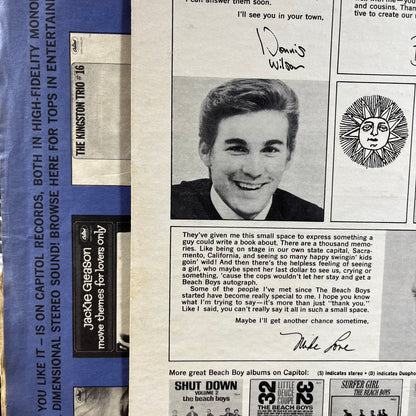 I can answer them soon.
I'll see you in your town.
Dennis
Wilson
and cousins. Than
tive to create our r
They've given me this small space to express something a
guy could write a book about. There are a thousand memo-
ries. Like being on stage in our own state capital, Sacra-
mento, California, and seeing so many happy swingin' kids
goin' wild! And then there's the helpless feeling of seeing
a girl, who maybe spent her last dollar to see us, crying or
something, 'cause the cops wouldn't let her stay and get a
Beach Boys autograph.
Some of the people I've met since The Beach Boys
started have become really special to me. I hope you know
what I'm trying to say—it's more than just "thank you."
Like I said, you can't really say it all in such a small space.
Maybe I'll get another chance sometime,
Mike Love
More great Beach Boy albums on Capitol: (S) indicates stereo • (D) indicates Duoph
SHUT DOWN
VOLUME 2
the beach boys
LITTLE
DEUCE
COUPE
THE BEACH BOYS
32
32
SURFER GIRL
THE BEACH BOYS
YOU LIKE IT – IS ON CAPITOL RECORDS, BOTH IN HIGH-FIDELITY MONO
DIMENSIONAL STEREO SOUND! BROWSE HERE FOR TOPS IN ENTERTAIN
THE KINGSTON TRIO #16
Jackie Gleason
movie themes for lovers only